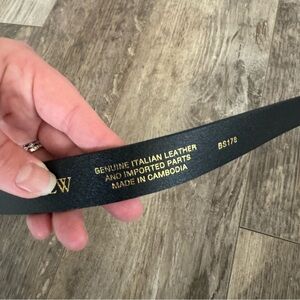 GENUINE ITALIAN LEATHER
AND IMPORTED PARTS
MADE IN CAMBODIA
BS178